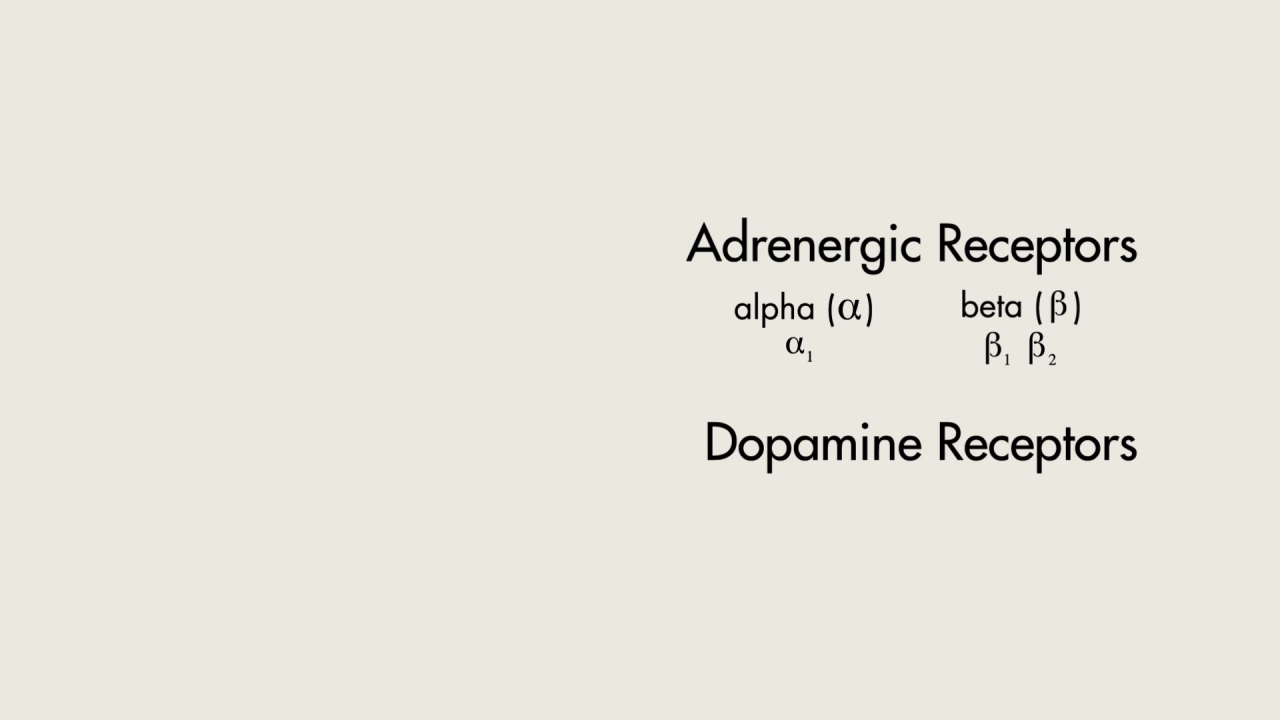 Adrenergic Receptors
alpha (α) beta (β)
α₁ β₁ β₂
Dopamine Receptors